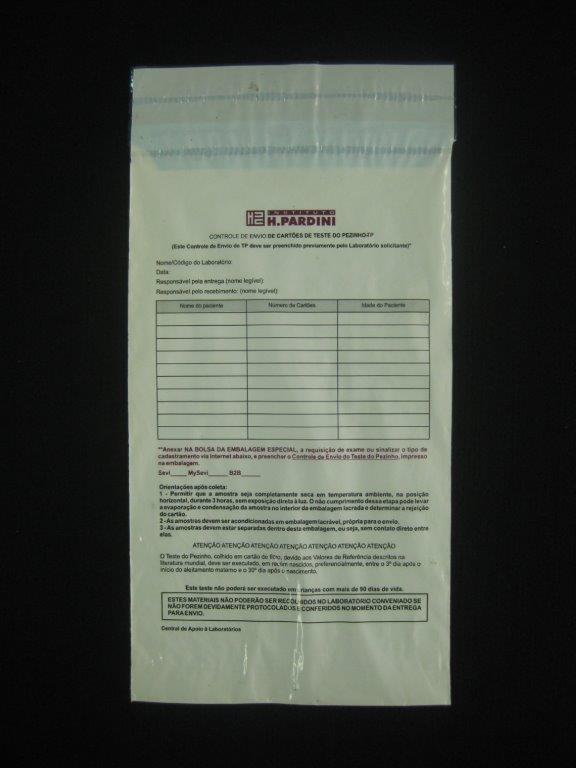 INSTITUTO
H.PARDINI
CONTROLE DE ENVIO DE CARTÕES DE TESTE DO PEZINHO-TP
(Este Controle de Envio de TP deve ser preenchido previamente pelo Laboratório solicitante)*
Nome/Código do Laboratório:
Data:
Responsável pela entrega (nome legível):
Responsável pelo recebimento: (nome legível):
Nome do paciente Número de Cartões Idade do Paciente
**Anexar NA BOLSA DA EMBALAGEM ESPECIAL, a requisição de exame ou sinalizar o tipo de
cadastramento via Internet abaixo, e preencher o Controle de Envio do Teste do Pezinho, impresso
na embalagem.
Sevi_____ MySevi_____ B2B_____
Orientações após coleta:
1 - Permitir que a amostra seja completamente seca em temperatura ambiente, na posição
horizontal, durante 3 horas, sem exposição direta à luz. O não cumprimento dessa etapa pode levar
a evaporação e condensação da amostra no interior da embalagem lacrada e determinar a rejeição
do cartão.
2 - As amostras devem ser acondicionadas em embalagem lacrável, própria para o envio.
3 - As amostras devem estar separadas dentro desta embalagem, ou seja, sem contato direto entre
elas.
ATENÇÃO ATENÇÃO ATENÇÃO ATENÇÃO ATENÇÃO ATENÇÃO ATENÇÃO
O Teste do Pezinho, colhido em cartão de filtro, devido aos Valores de Referência descritos na
literatura mundial, deve ser executado, em recém nascidos, preferencialmente, entre o 3º dia após o
início do aleitamento materno e o 30º dia após o nascimento.
Este teste não poderá ser executado em crianças com mais de 90 dias de vida.
ESTES MATERIAIS NÃO PODERÃO SER RECOLHIDOS NO LABORATÓRIO CONVENIADO SE
NÃO FOREM DEVIDAMENTE PROTOCOLADOS E CONFERIDOS NO MOMENTO DA ENTREGA
PARA ENVIO.
Central de Apoio à Laboratórios